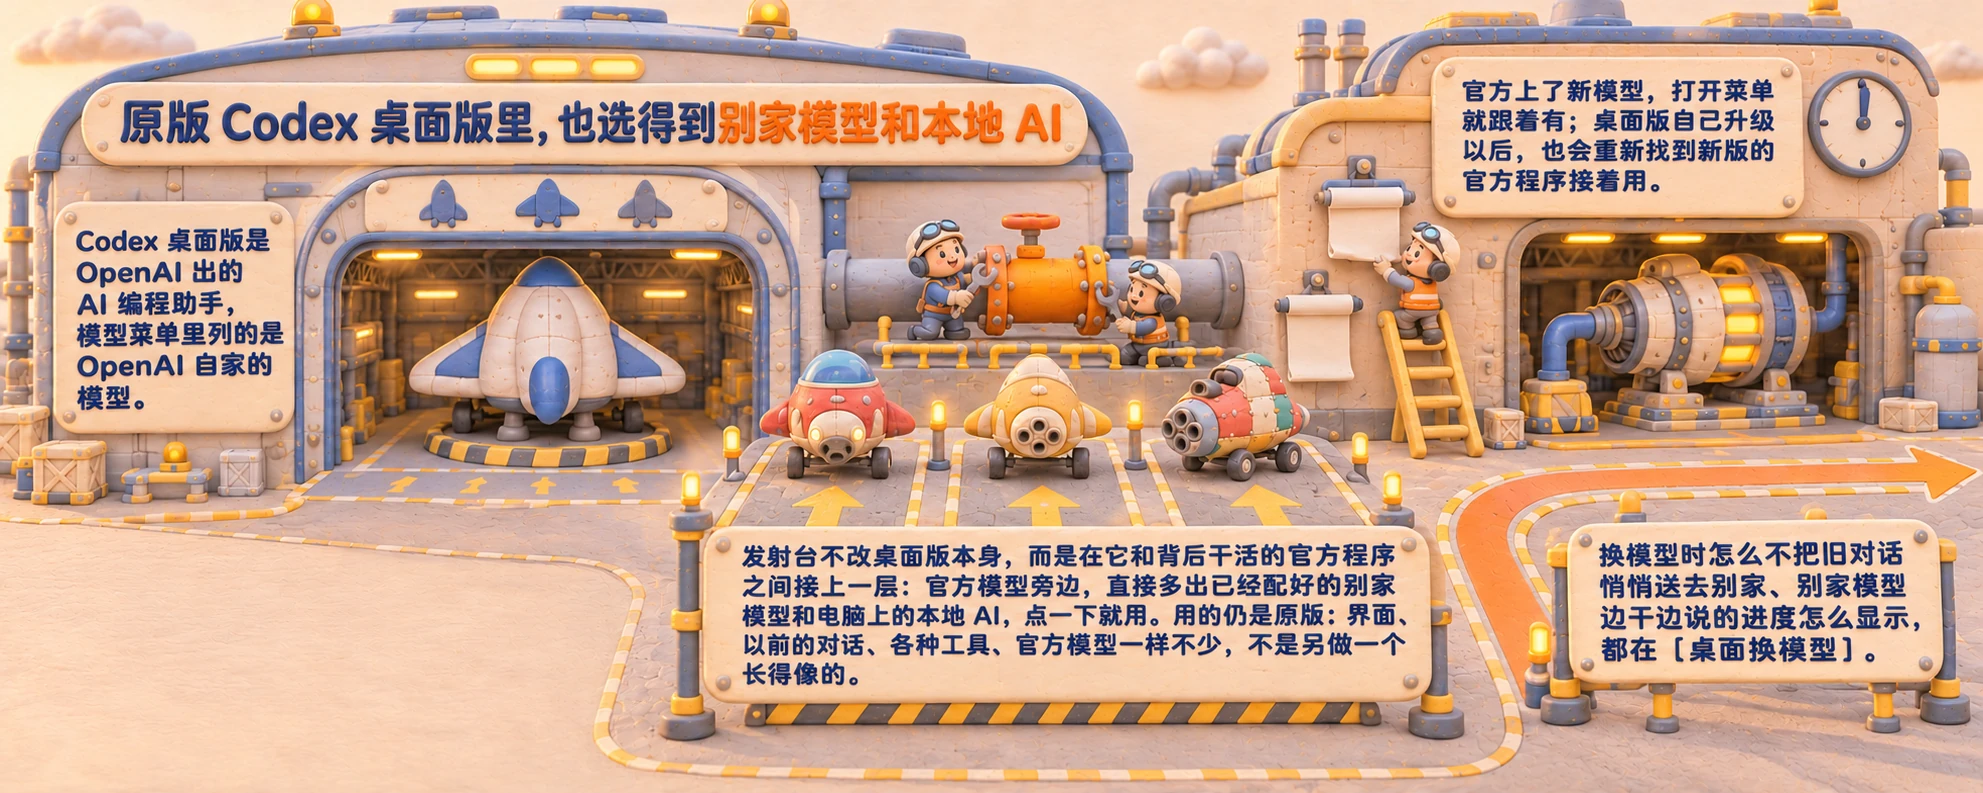 原版 Codex 桌面版里，也选得到别家模型和本地 AI
Codex 桌面版是
OpenAI 出的
AI 编程助手，
模型菜单里列的是
OpenAI 自家的
模型。
官方上了新模型，打开菜单
就跟着有；桌面版自己升级
以后，也会重新找到新版的
官方程序接着用。
发射台不改桌面版本身，而是在它和背后干活的官方程序
之间接上一层：官方模型旁边，直接多出已经配好的别家
模型和电脑上的本地 AI，点一下就用。用的仍是原版：界面、
以前的对话、各种工具、官方模型一样不少，不是另做一个
长得像的。
换模型时怎么不把旧对话
悄悄送去别家、别家模型
边干边说的进度怎么显示，
都在［桌面换模型］。